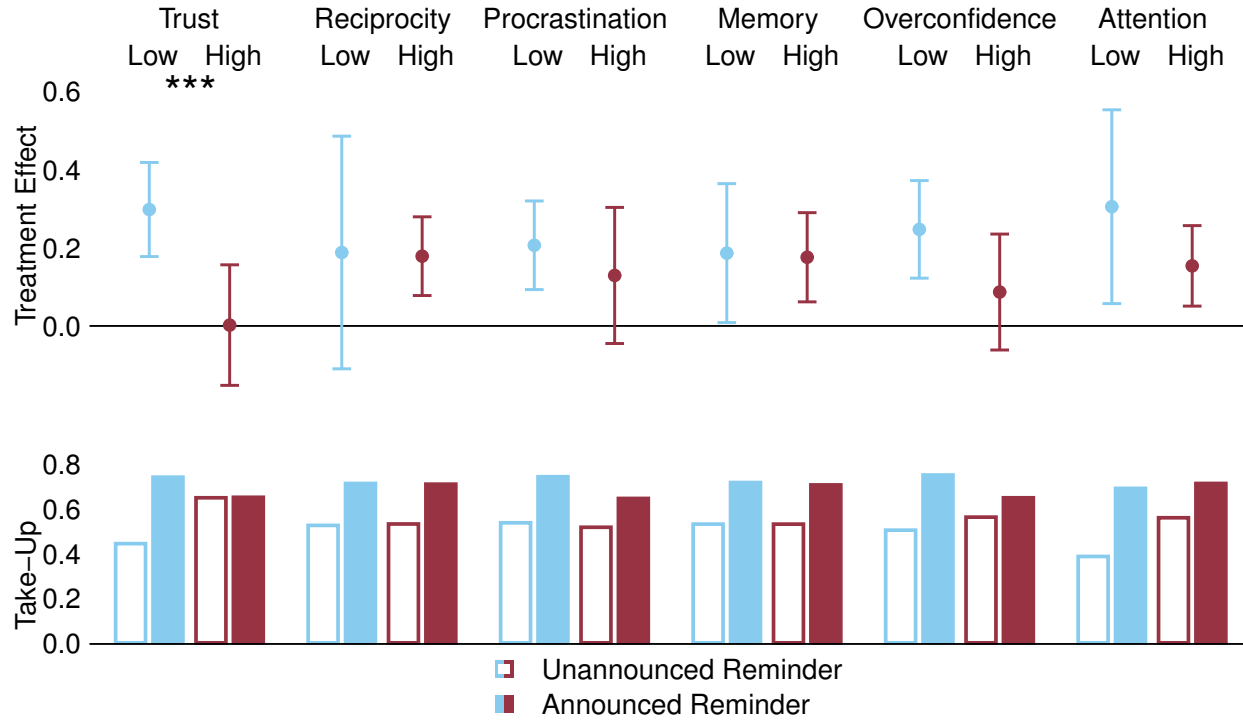 Trust Reciprocity Procrastination Memory Overconfidence Attention
Low High Low High Low High Low High Low High Low High
***
0.6
0.4
0.2
0.0
Treatment Effect
0.8
0.6
0.4
0.2
0.0
Take−Up
Unannounced Reminder
Announced Reminder